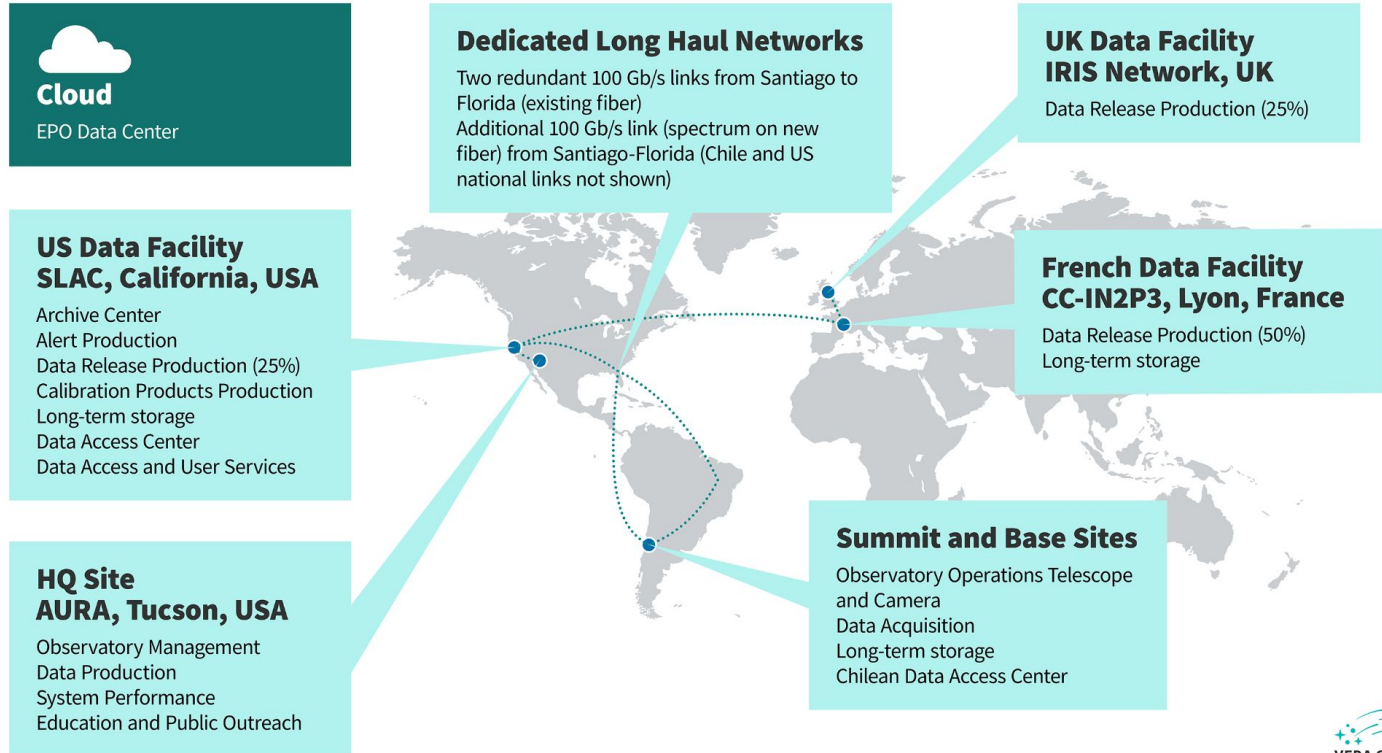 Cloud
EPO Data Center
Dedicated Long Haul Networks
Two redundant 100 Gb/s links from Santiago to
Florida (existing fiber)
Additional 100 Gb/s link (spectrum on new
fiber) from Santiago-Florida (Chile and US
national links not shown)
UK Data Facility
IRIS Network, UK
Data Release Production (25%)
US Data Facility
SLAC, California, USA
Archive Center
Alert Production
Data Release Production (25%)
Calibration Products Production
Long-term storage
Data Access Center
Data Access and User Services
French Data Facility
CC-IN2P3, Lyon, France
Data Release Production (50%)
Long-term storage
HQ Site
AURA, Tucson, USA
Observatory Management
Data Production
System Performance
Education and Public Outreach
Summit and Base Sites
Observatory Operations Telescope
and Camera
Data Acquisition
Long-term storage
Chilean Data Access Center